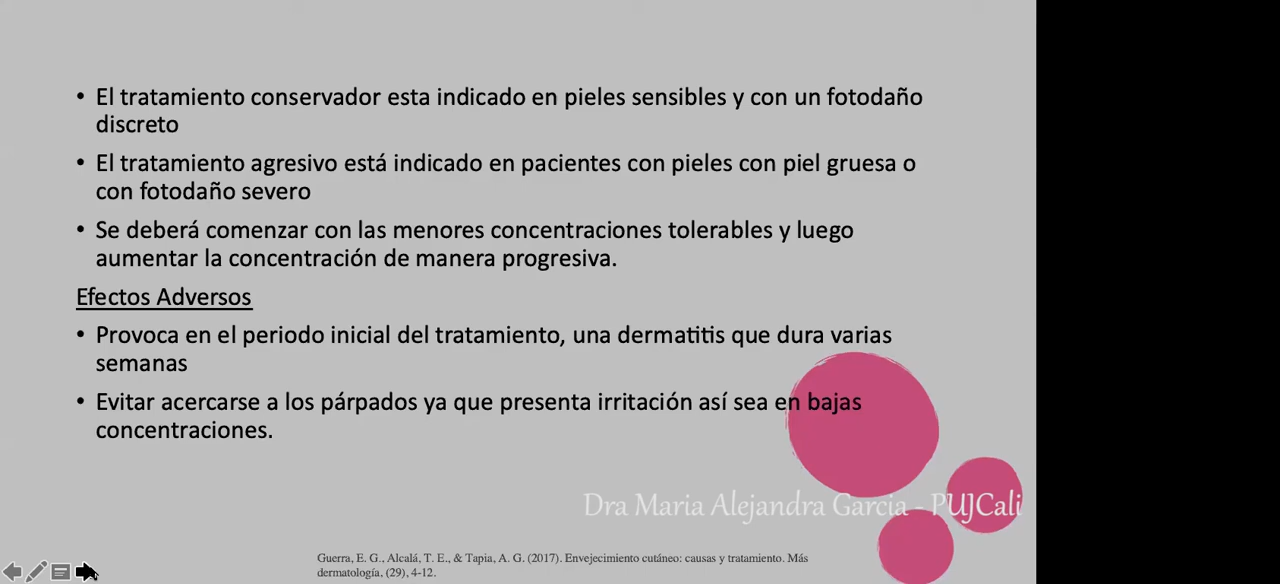 • El tratamiento conservador esta indicado en pieles sensibles y con un fotodaño
discreto
• El tratamiento agresivo está indicado en pacientes con pieles con piel gruesa o
con fotodaño severo
• Se deberá comenzar con las menores concentraciones tolerables y luego
aumentar la concentración de manera progresiva.
Efectos Adversos
• Provoca en el periodo inicial del tratamiento, una dermatitis que dura varias
semanas
• Evitar acercarse a los párpados ya que presenta irritación así sea en bajas
concentraciones.
Dra Maria Alejandra Garcia - PUJCali
Guerra, E. G., Alcalá, T. E., & Tapia, A. G. (2017). Envejecimiento cutáneo: causas y tratamiento. Más
dermatología, (29), 4-12.